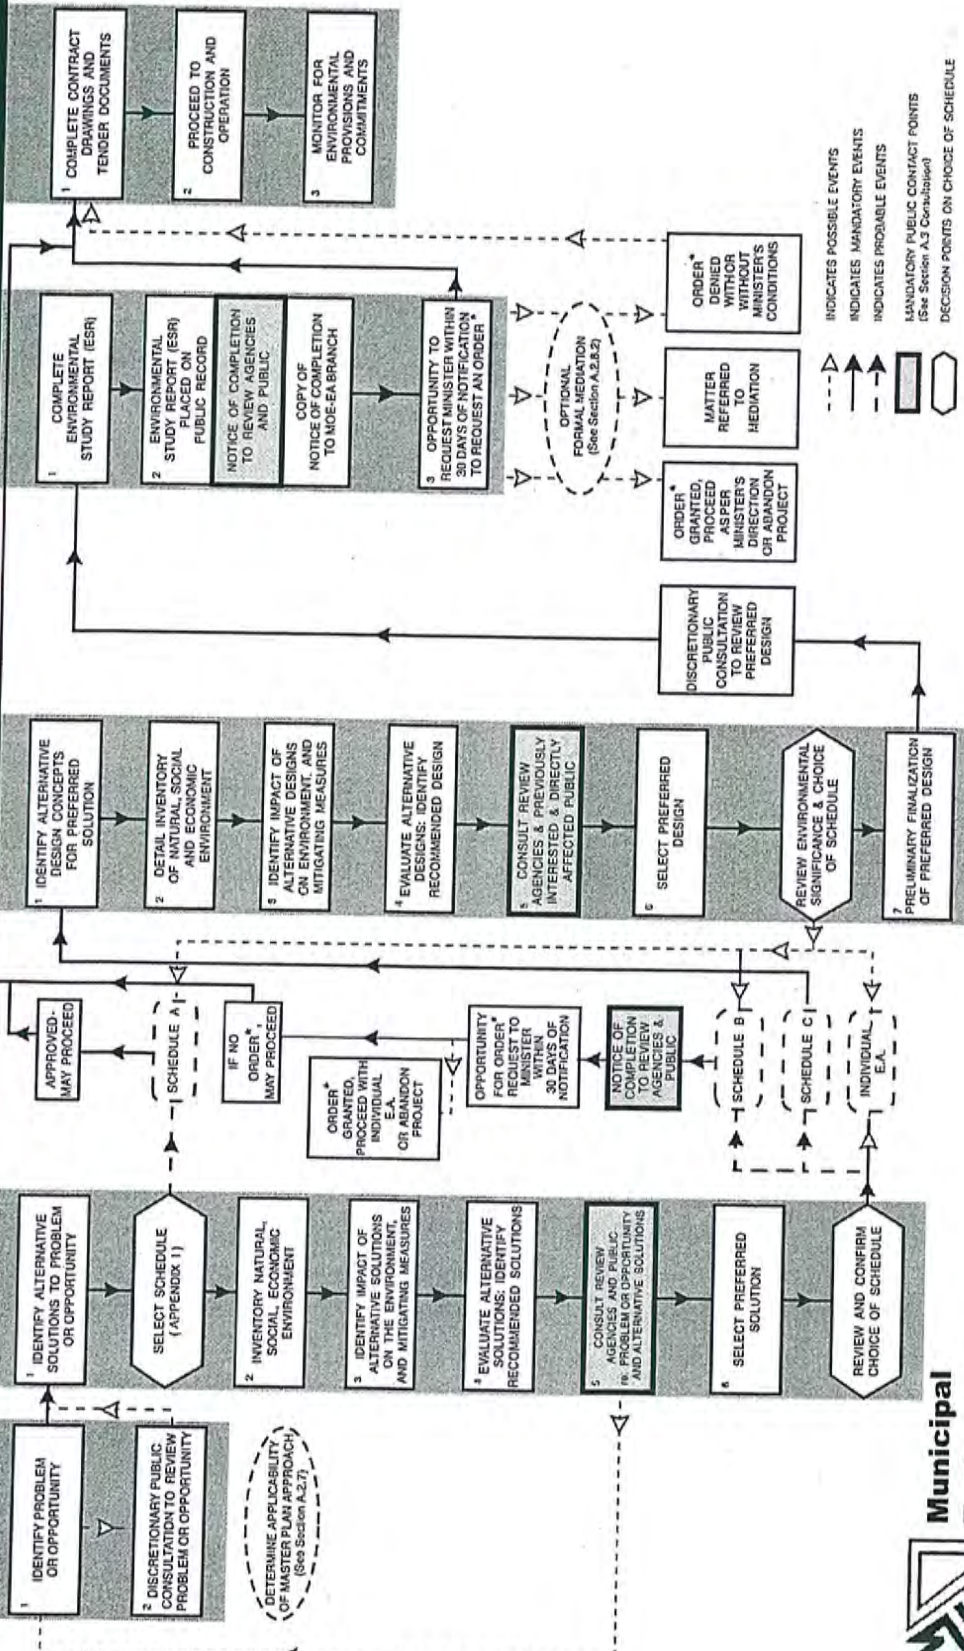 1
IDENTIFY PROBLEM
OR OPPORTUNITY
2 DISCRETIONARY PUBLIC
CONSULTATION TO REVIEW
PROBLEM OR OPPORTUNITY
DETERMINE APPLICABILITY
OF MASTER PLAN APPROACH
(See Section A.2.7)
1 IDENTIFY ALTERNATIVE
SOLUTIONS TO PROBLEM
OR OPPORTUNITY
SELECT SCHEDULE
(APPENDIX I)
2 INVENTORY NATURAL,
SOCIAL, ECONOMIC
ENVIRONMENT
3 IDENTIFY IMPACT OF
ALTERNATIVE SOLUTIONS
ON THE ENVIRONMENT,
AND MITIGATING MEASURES
4 EVALUATE ALTERNATIVE
SOLUTIONS: IDENTIFY
RECOMMENDED SOLUTIONS
5 CONSULT REVIEW
AGENCIES AND PUBLIC
re: PROBLEM OR OPPORTUNITY
AND ALTERNATIVE SOLUTIONS
6 SELECT PREFERRED
SOLUTION
REVIEW AND CONFIRM
CHOICE OF SCHEDULE
APPROVED-
MAY PROCEED
SCHEDULE A
IF NO
ORDER*,
MAY PROCEED
ORDER*
GRANTED,
PROCEED WITH
INDIVIDUAL
E.A.
OR ABANDON
PROJECT
OPPORTUNITY
FOR ORDER*
REQUEST TO
MINISTER
WITHIN
30 DAYS OF
NOTIFICATION
NOTICE OF
COMPLETION
TO REVIEW
AGENCIES &
PUBLIC
SCHEDULE B
SCHEDULE C
INDIVIDUAL
E.A.
1 IDENTIFY ALTERNATIVE
DESIGN CONCEPTS
FOR PREFERRED
SOLUTION
2 DETAIL INVENTORY
OF NATURAL, SOCIAL
AND ECONOMIC
ENVIRONMENT
3 IDENTIFY IMPACT OF
ALTERNATIVE DESIGNS
ON ENVIRONMENT, AND
MITIGATING MEASURES
4 EVALUATE ALTERNATIVE
DESIGNS: IDENTIFY
RECOMMENDED DESIGN
5 CONSULT REVIEW
AGENCIES & PREVIOUSLY
INTERESTED & DIRECTLY
AFFECTED PUBLIC
6 SELECT PREFERRED
DESIGN
REVIEW ENVIRONMENTAL
SIGNIFICANCE & CHOICE
OF SCHEDULE
7 PRELIMINARY FINALIZATION
OF PREFERRED DESIGN
DISCRETIONARY
PUBLIC
CONSULTATION
TO REVIEW
PREFERRED
DESIGN
1 COMPLETE
ENVIRONMENTAL
STUDY REPORT (ESR)
2 ENVIRONMENTAL
STUDY REPORT (ESR)
PLACED ON
PUBLIC RECORD
NOTICE OF COMPLETION
TO REVIEW AGENCIES
AND PUBLIC
COPY OF
NOTICE OF COMPLETION
TO MOE-EA BRANCH
3 OPPORTUNITY TO
REQUEST MINISTER WITHIN
30 DAYS OF NOTIFICATION
TO REQUEST AN ORDER*
OPTIONAL
FORMAL MEDIATION
(See Section A.2.8.2)
ORDER*
GRANTED,
PROCEED
AS PER
MINISTER'S
DIRECTION
OR ABANDON
PROJECT
MATTER
REFERRED
TO
MEDIATION
ORDER*
DENIED
WITH OR
WITHOUT
MINISTER'S
CONDITIONS
1 COMPLETE CONTRACT
DRAWINGS AND
TENDER DOCUMENTS
2 PROCEED TO
CONSTRUCTION AND
OPERATION
3 MONITOR FOR
ENVIRONMENTAL
PROVISIONS AND
COMMITMENTS
INDICATES POSSIBLE EVENTS
INDICATES MANDATORY EVENTS
INDICATES PROBABLE EVENTS
MANDATORY PUBLIC CONTACT POINTS
(See Section A.3 Consultation)
DECISION POINTS ON CHOICE OF SCHEDULE
Municipal